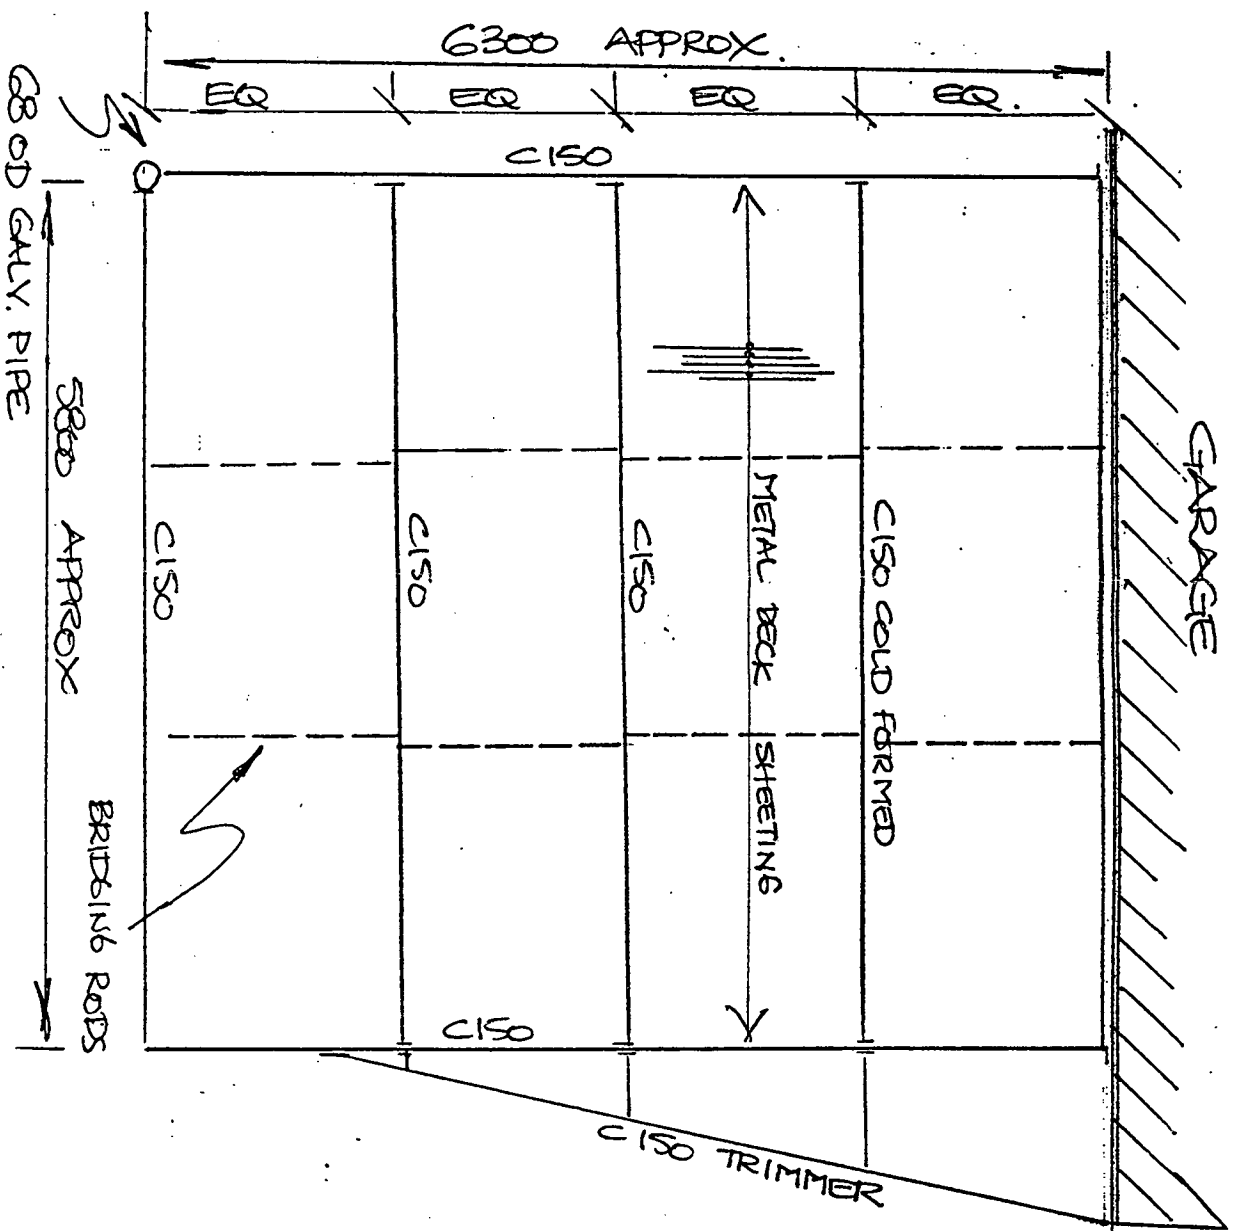 6300 APPROX.
EQ
EQ
EQ
EQ.
C150
GARAGE
68 OD GALV. PIPE
5800 APPROX
C150
C150
C150
METAL DECK SHEETING
C150 COLD FORMED
BRIDGING RODS
C150
C150 TRIMMER